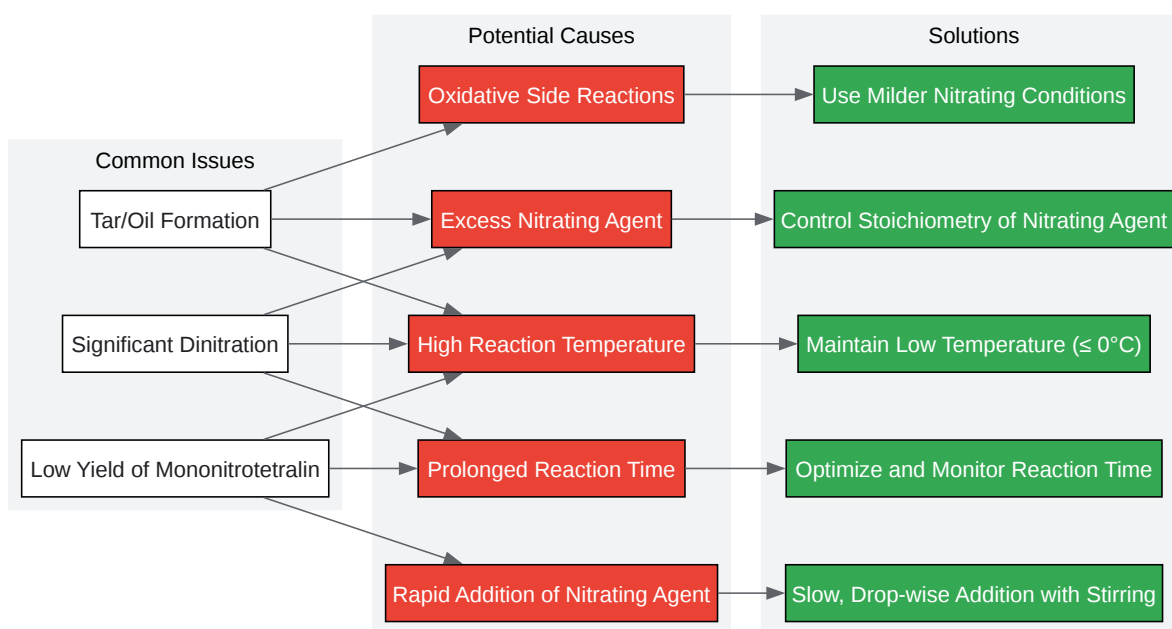 Potential Causes
Solutions
Oxidative Side Reactions
Use Milder Nitrating Conditions
Common Issues
Tar/Oil Formation
Excess Nitrating Agent
Control Stoichiometry of Nitrating Agent
Significant Dinitration
High Reaction Temperature
Maintain Low Temperature (≤ 0°C)
Low Yield of Mononitrotetralin
Prolonged Reaction Time
Optimize and Monitor Reaction Time
Rapid Addition of Nitrating Agent
Slow, Drop-wise Addition with Stirring